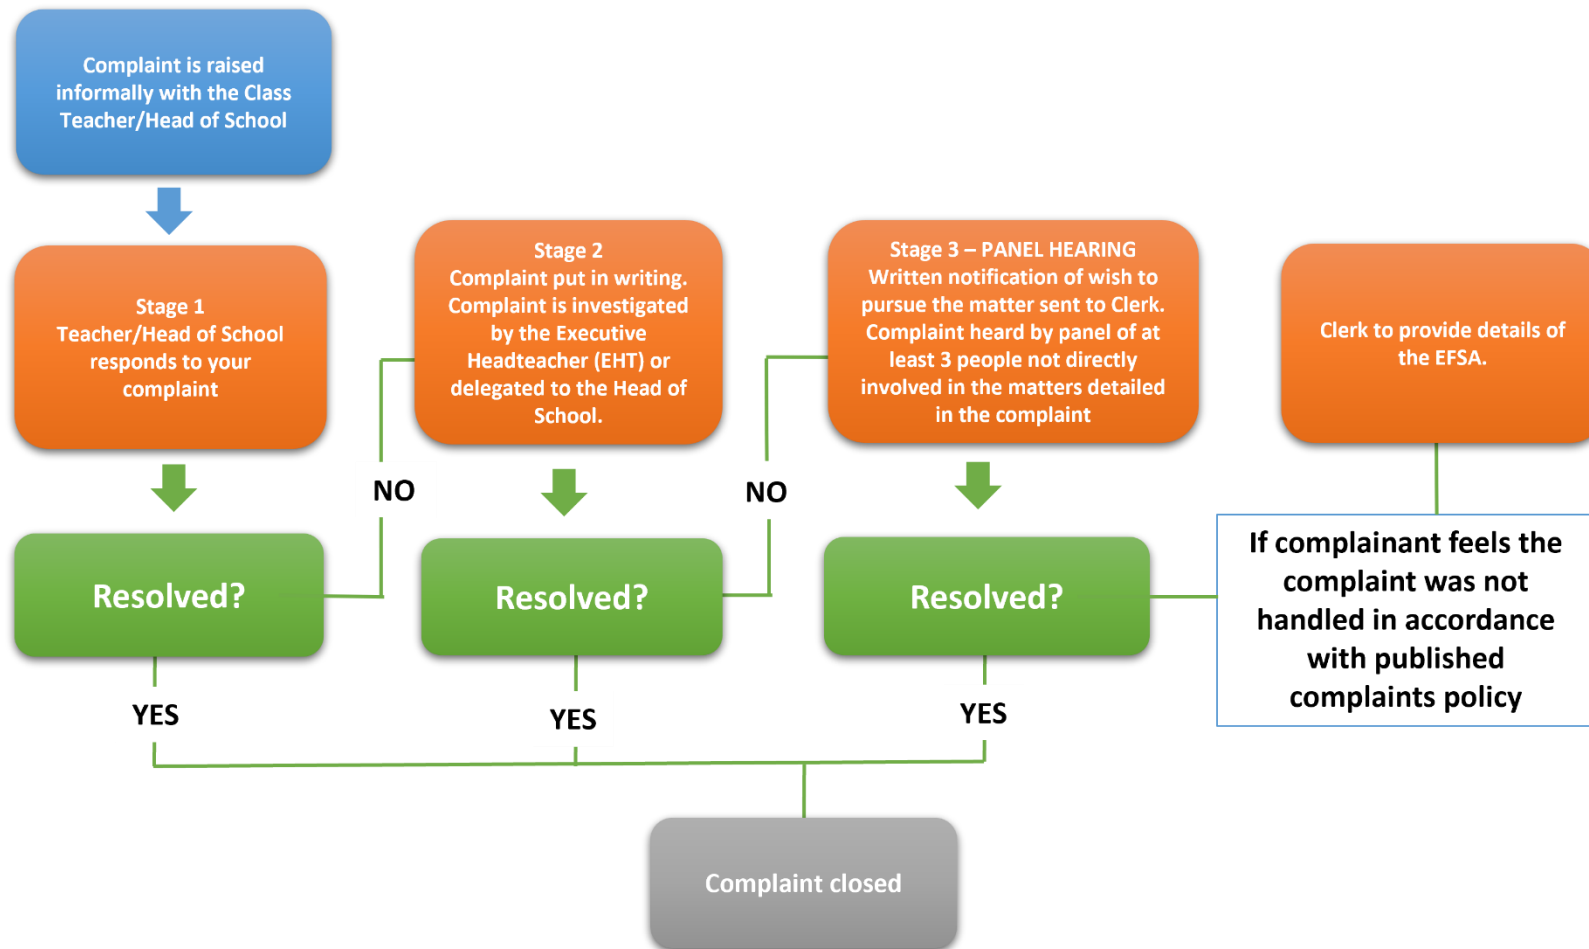 Complaint is raised
informally with the Class
Teacher/Head of School
Stage 1
Teacher/Head of School
responds to your
complaint
Resolved?
YES
NO
Stage 2
Complaint put in writing.
Complaint is investigated
by the Executive
Headteacher (EHT) or
delegated to the Head of
School.
Resolved?
YES
NO
Stage 3 – PANEL HEARING
Written notification of wish to
pursue the matter sent to Clerk.
Complaint heard by panel of at
least 3 people not directly
involved in the matters detailed
in the complaint
Resolved?
YES
Clerk to provide details of
the EFSA.
If complainant feels the
complaint was not
handled in accordance
with published
complaints policy
Complaint closed